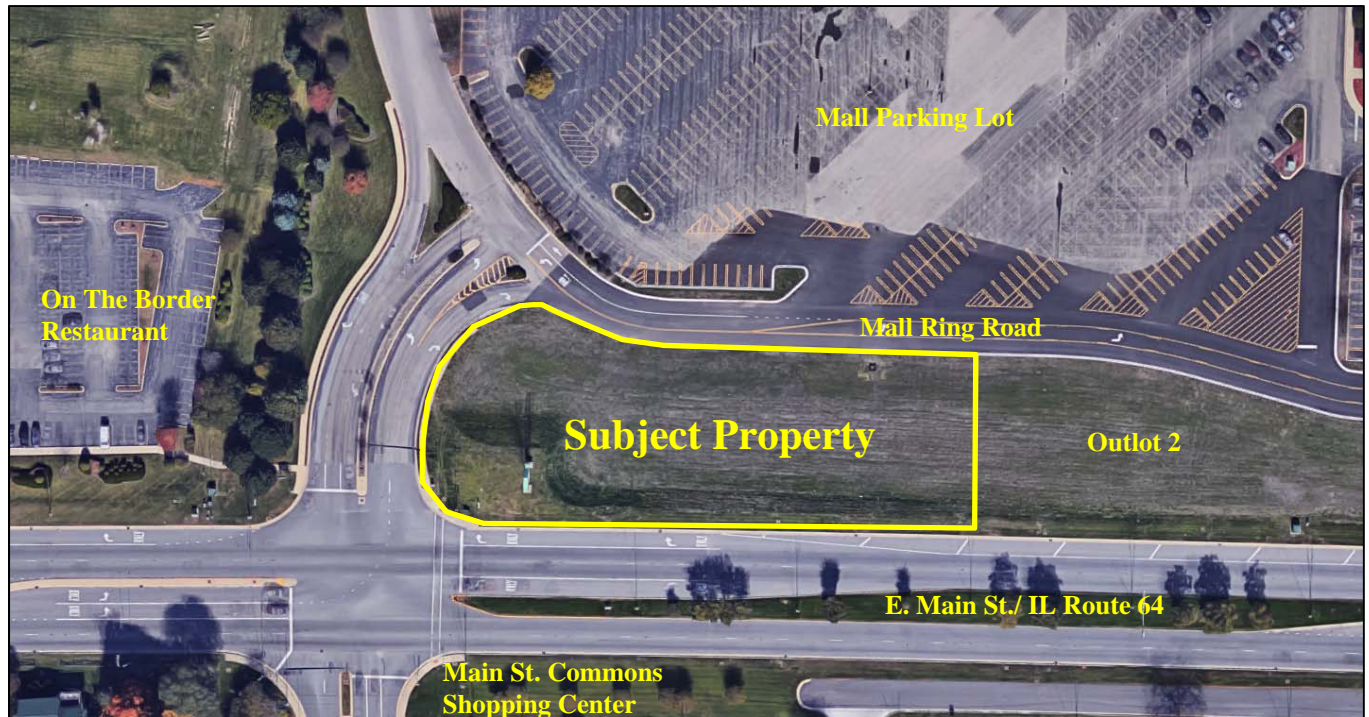 Mall Parking Lot
On The Border
Restaurant
Mall Ring Road
Subject Property
Outlot 2
E. Main St./ IL Route 64
Main St. Commons
Shopping Center